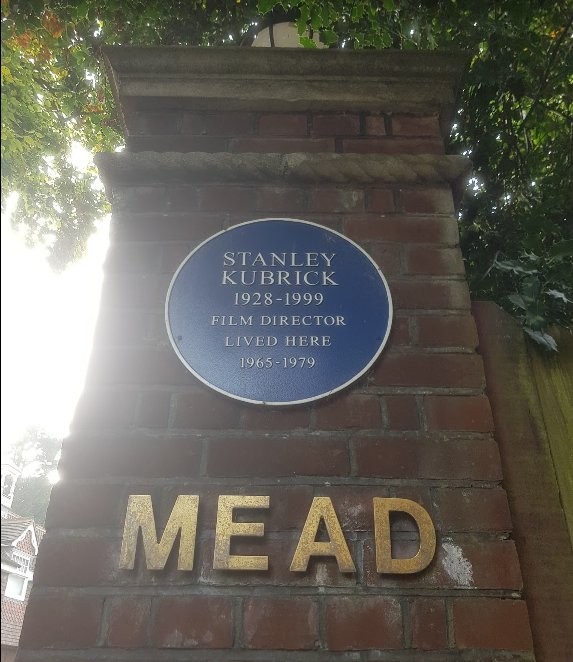 STANLEY
KUBRICK
1928-1999
FILM DIRECTOR
LIVED HERE
1965-1979
MEAD